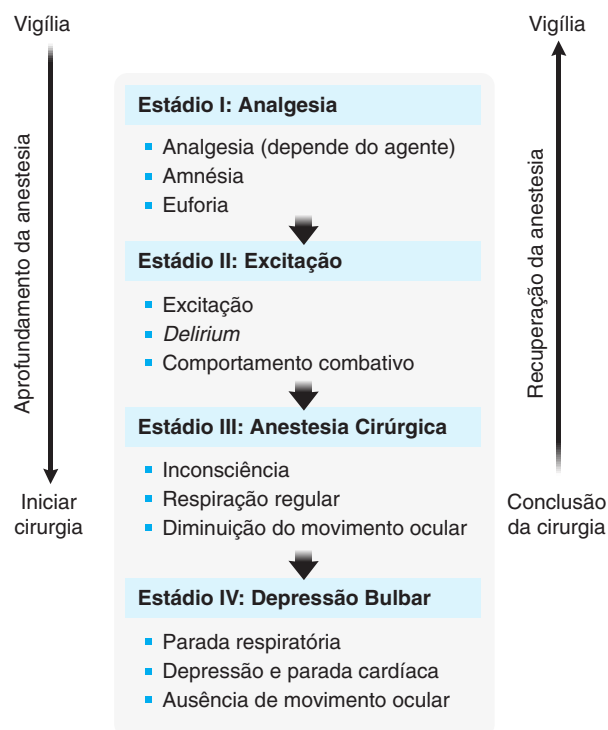 Vigília
Vigília
Aprofundamento da anestesia
Estádio I: Analgesia
Analgesia (depende do agente)
Amnésia
Euforia
Estádio II: Excitação
Excitação
Delirium
Comportamento combativo
Estádio III: Anestesia Cirúrgica
Inconsciência
Respiração regular
Diminuição do movimento ocular
Estádio IV: Depressão Bulbar
Parada respiratória
Depressão e parada cardíaca
Ausência de movimento ocular
Iniciar
cirurgia
Recuperação da anestesia
Conclusão
da cirurgia